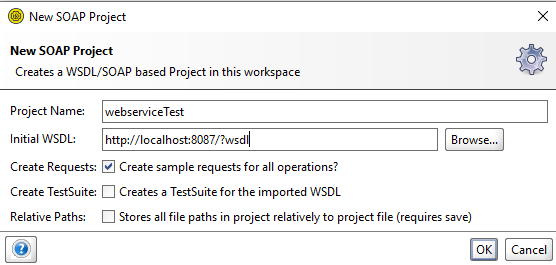 New SOAP Project
New SOAP Project
Creates a WSDL/SOAP based Project in this workspace
Project Name: webserviceTest
Initial WSDL: http://localhost:8087/?wsdl Browse...
Create Requests: Create sample requests for all operations?
Create TestSuite: Creates a TestSuite for the imported WSDL
Relative Paths: Stores all file paths in project relatively to project file (requires save)
? OK Cancel